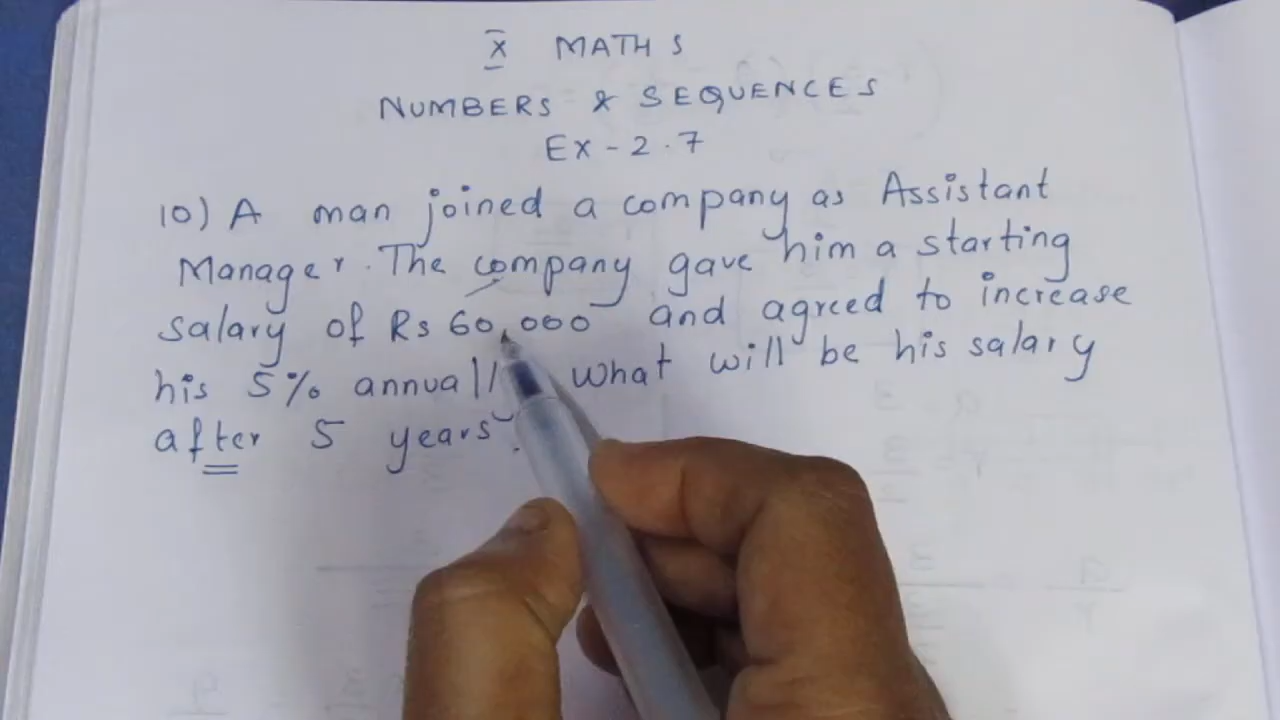 X MATHS
NUMBERS & SEQUENCES
Ex - 2.7
10) A man joined a company as Assistant
Manager. The company gave him a starting
salary of Rs 60,000 and agreed to increase
his 5% annually what will be his salary
after 5 years.